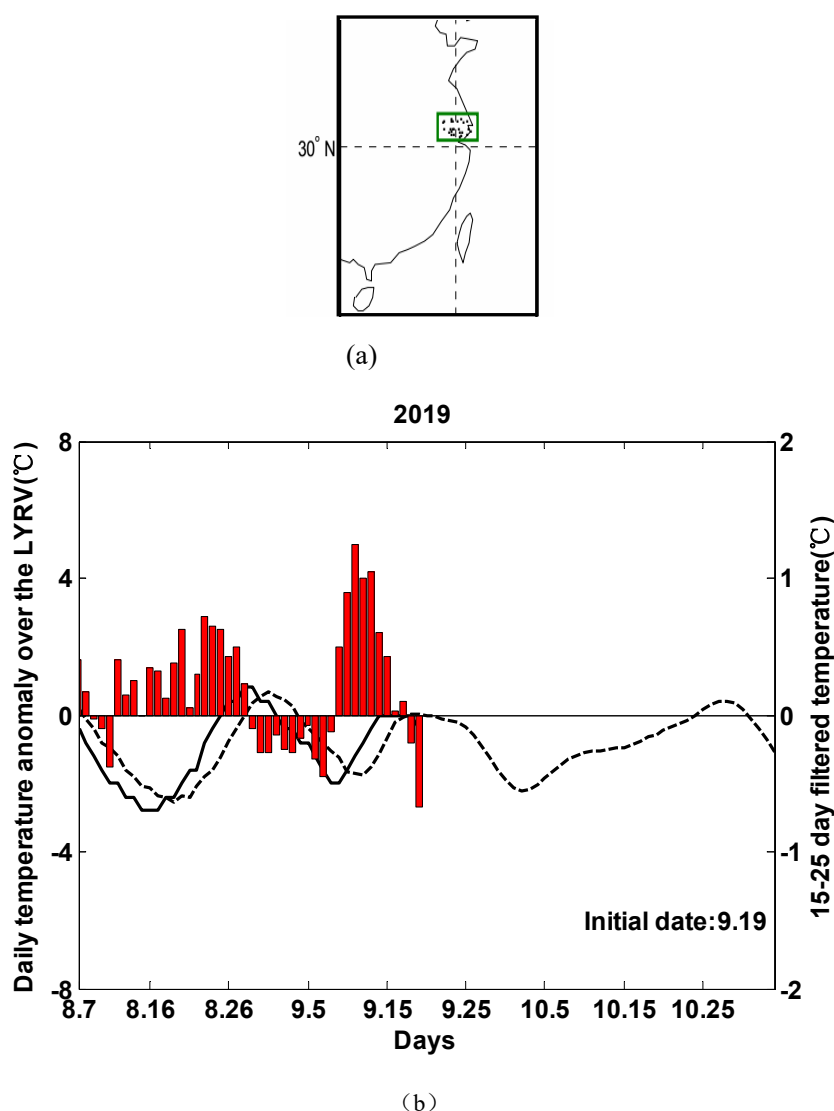 30° N
(a)
2019
Daily temperature anomaly over the LYRV(℃)
8
4
0
-4
-8
2
1
0
-1
-2
15-25 day filtered temperature(℃)
Initial date:9.19
8.7 8.16 8.26 9.5 9.15 9.25 10.5 10.15 10.25
Days
（b）